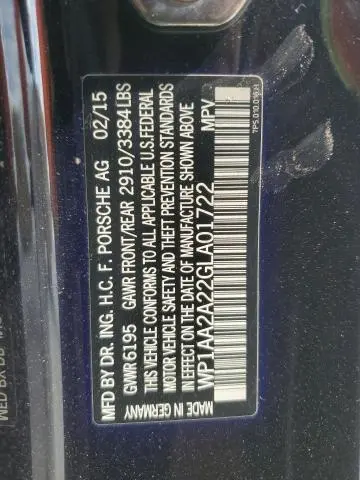 MFD BY DR. ING. H.C. F. PORSCHE AG 02/15
GVWR 6195 GAWR FRONT/REAR 2910/3384LBS
THIS VEHICLE CONFORMS TO ALL APPLICABLE U.S.FEDERAL
MOTOR VEHICLE SAFETY AND THEFT PREVENTION STANDARDS
IN EFFECT ON THE DATE OF MANUFACTURE SHOWN ABOVE.
WP1AA2A22GLA01722 MPV
MADE IN GERMANY